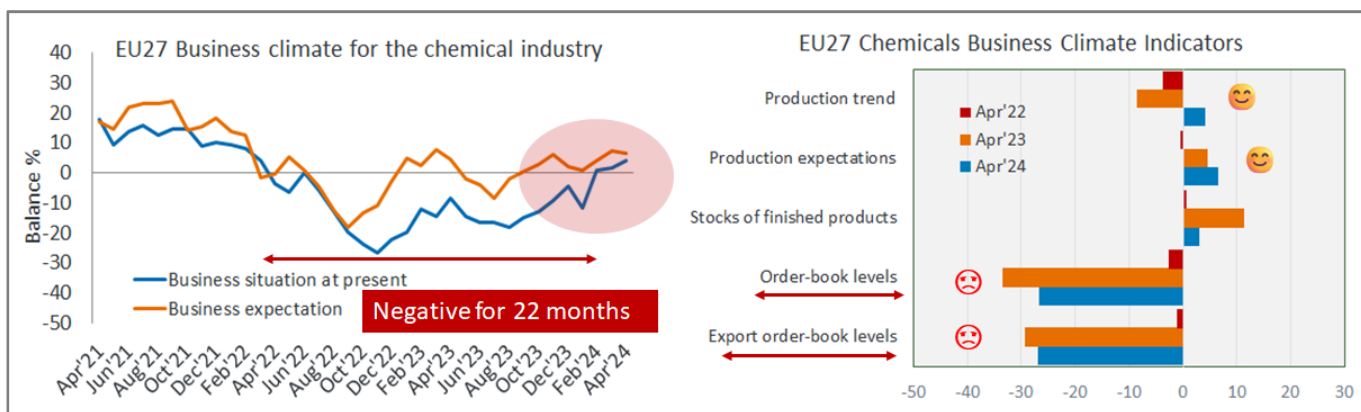 EU27 Business climate for the chemical industry
40
30
20
10
0
-10
-20
-30
-40
-50
Balance %
Business situation at present
Business expectation
Negative for 22 months
Apr'21
Jun'21
Aug'21
Oct'21
Dec'21
Feb'22
Apr'22
Jun'22
Aug'22
Oct'22
Dec'22
Feb'23
Apr'23
Jun'23
Aug'23
Oct'23
Dec'23
Feb'24
Apr'24
EU27 Chemicals Business Climate Indicators
Production trend
Production expectations
Stocks of finished products
Order-book levels
Export order-book levels
Apr'22
Apr'23
Apr'24
-50
-40
-30
-20
-10
0
10
20
30